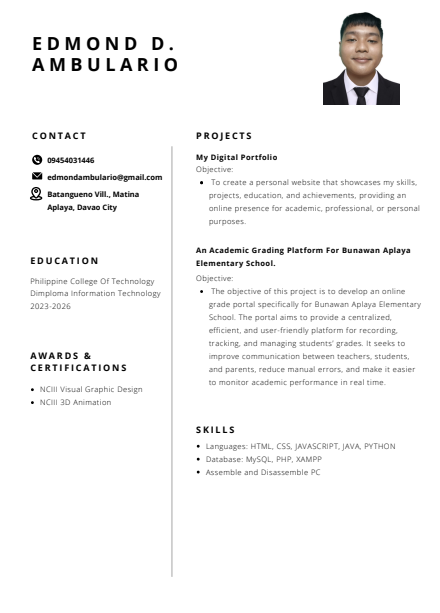 EDMOND D.
AMBULARIO
CONTACT
09454031446
edmondambulario@gmail.com
Batangueno Vill., Matina
Aplaya, Davao City
EDUCATION
Philippine College Of Technology
Dimploma Information Technology
2023-2026
AWARDS &
CERTIFICATIONS
NCIII Visual Graphic Design
NCIII 3D Animation
PROJECTS
My Digital Portfolio
Objective:
• To create a personal website that showcases my skills,
projects, education, and achievements, providing an
online presence for academic, professional, or personal
purposes.
An Academic Grading Platform For Bunawan Aplaya
Elementary School.
Objective:
• The objective of this project is to develop an online
grade portal specifically for Bunawan Aplaya Elementary
School. The portal aims to provide a centralized,
efficient, and user-friendly platform for recording,
tracking, and managing students' grades. It seeks to
improve communication between teachers, students,
and parents, reduce manual errors, and make it easier
to monitor academic performance in real time.
SKILLS
• Languages: HTML, CSS, JAVASCRIPT, JAVA, PYTHON
• Database: MySQL, PHP, XAMPP
• Assemble and Disassemble PC